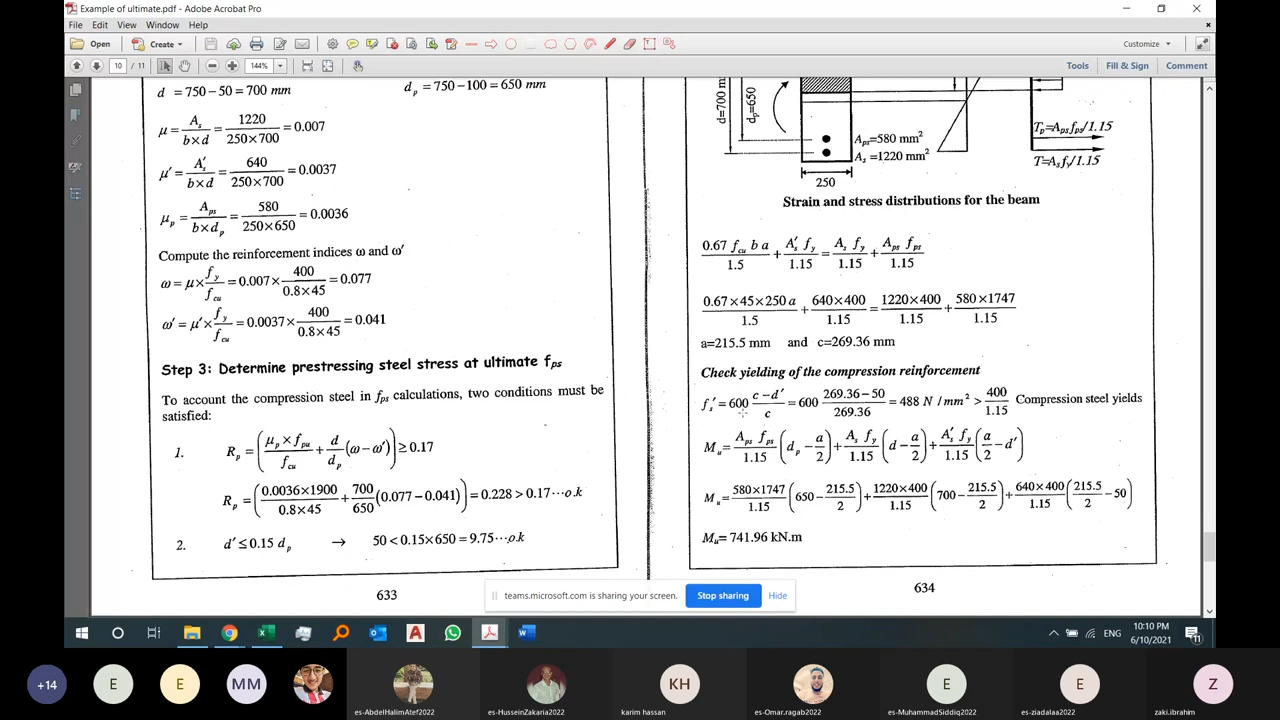 Example of ultimate.pdf - Adobe Acrobat Pro
File Edit View Window Help
Open Create Customize
10 / 11 144% Tools Fill & Sign Comment
d = 750-50 = 700 mm d_p = 750-100 = 650 mm
μ = A_s / (b×d) = 1220 / (250×700) = 0.007
μ' = A'_s / (b×d) = 640 / (250×700) = 0.0037
μ_p = A_ps / (b×d_p) = 580 / (250×650) = 0.0036
Compute the reinforcement indices ω and ω'
ω = μ× f_y / f_cu = 0.007× 400 / (0.8×45) = 0.077
ω' = μ'× f_y / f_cu = 0.0037× 400 / (0.8×45) = 0.041
Step 3: Determine prestressing steel stress at ultimate f_ps
To account the compression steel in f_ps calculations, two conditions must be
satisfied:
1. R_p = ( μ_p × f_pu / f_cu + d / d_p (ω-ω') ) ≥ 0.17
R_p = ( 0.0036×1900 / (0.8×45) + 700 / 650 (0.077-0.041) ) = 0.228 > 0.17⋯o.k
2. d' ≤ 0.15 d_p → 50 < 0.15×650 = 9.75⋯o.k
633
d=700 m
d_p=650
A_ps=580 mm²
A_s=1220 mm²
250
T_p=A_ps f_ps/1.15
T=A_s f_y/1.15
Strain and stress distributions for the beam
0.67 f_cu b a / 1.5 + A'_s f_y / 1.15 = A_s f_y / 1.15 + A_ps f_ps / 1.15
0.67×45×250 a / 1.5 + 640×400 / 1.15 = 1220×400 / 1.15 + 580×1747 / 1.15
a=215.5 mm and c=269.36 mm
Check yielding of the compression reinforcement
f'_s = 600 (c-d') / c = 600 (269.36-50) / 269.36 = 488 N / mm² > 400 / 1.15 Compression steel yields
M_u = A_ps f_ps / 1.15 (d_p - a/2) + A_s f_y / 1.15 (d - a/2) + A'_s f_y / 1.15 (a/2 - d')
M_u = 580×1747 / 1.15 (650 - 215.5/2) + 1220×400 / 1.15 (700 - 215.5/2) + 640×400 / 1.15 (215.5/2 - 50)
M_u= 741.96 kN.m
634
teams.microsoft.com is sharing your screen. Stop sharing Hide
ENG 10:10 PM
6/10/2021
11
+14 E E MM KH E E Z
es-AbdelHalimAtef2022 es-HusseinZakaria2022 karim hassan es-Omar.ragab2022 es-MuhammadSiddiq2022 es-ziadalaa2022 zaki.ibrahim